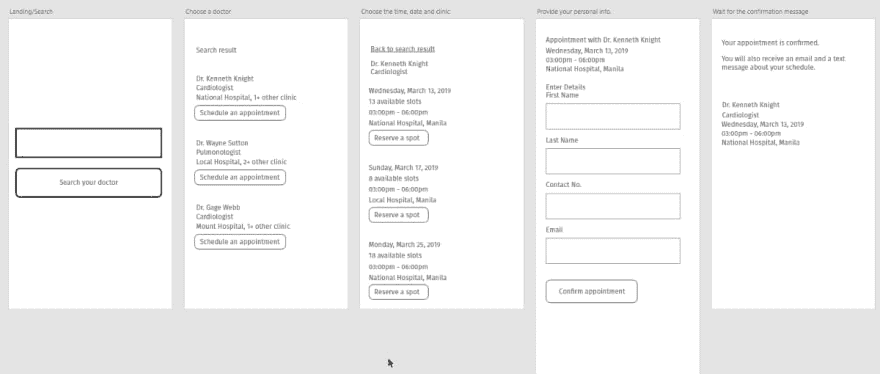 Landing/Search
Search your doctor
Choose a doctor
Search result
Dr. Kenneth Knight
Cardiologist
National Hospital, 1+ other clinic
Schedule an appointment
Dr. Wayne Sutton
Pulmonologist
Local Hospital, 2+ other clinic
Schedule an appointment
Dr. Gage Webb
Cardiologist
Mount Hospital, 1+ other clinic
Schedule an appointment
Choose the time, date and clinic
Back to search result
Dr. Kenneth Knight
Cardiologist
Wednesday, March 13, 2019
13 available slots
03:00pm - 06:00pm
National Hospital, Manila
Reserve a spot
Sunday, March 17, 2019
8 available slots
03:00pm - 06:00pm
Local Hospital, Manila
Reserve a spot
Monday, March 25, 2019
18 available slots
03:00pm - 06:00pm
National Hospital, Manila
Reserve a spot
Provide your personal info.
Appointment with Dr. Kenneth Knight
Wednesday, March 13, 2019
03:00pm - 06:00pm
National Hospital, Manila
Enter Details
First Name
Last Name
Contact No.
Email
Confirm appointment
Wait for the confirmation message
Your appointment is confirmed.
You will also receive an email and a text
message about your schedule.
Dr. Kenneth Knight
Cardiologist
Wednesday, March 13, 2019
03:00pm - 06:00pm
National Hospital, Manila